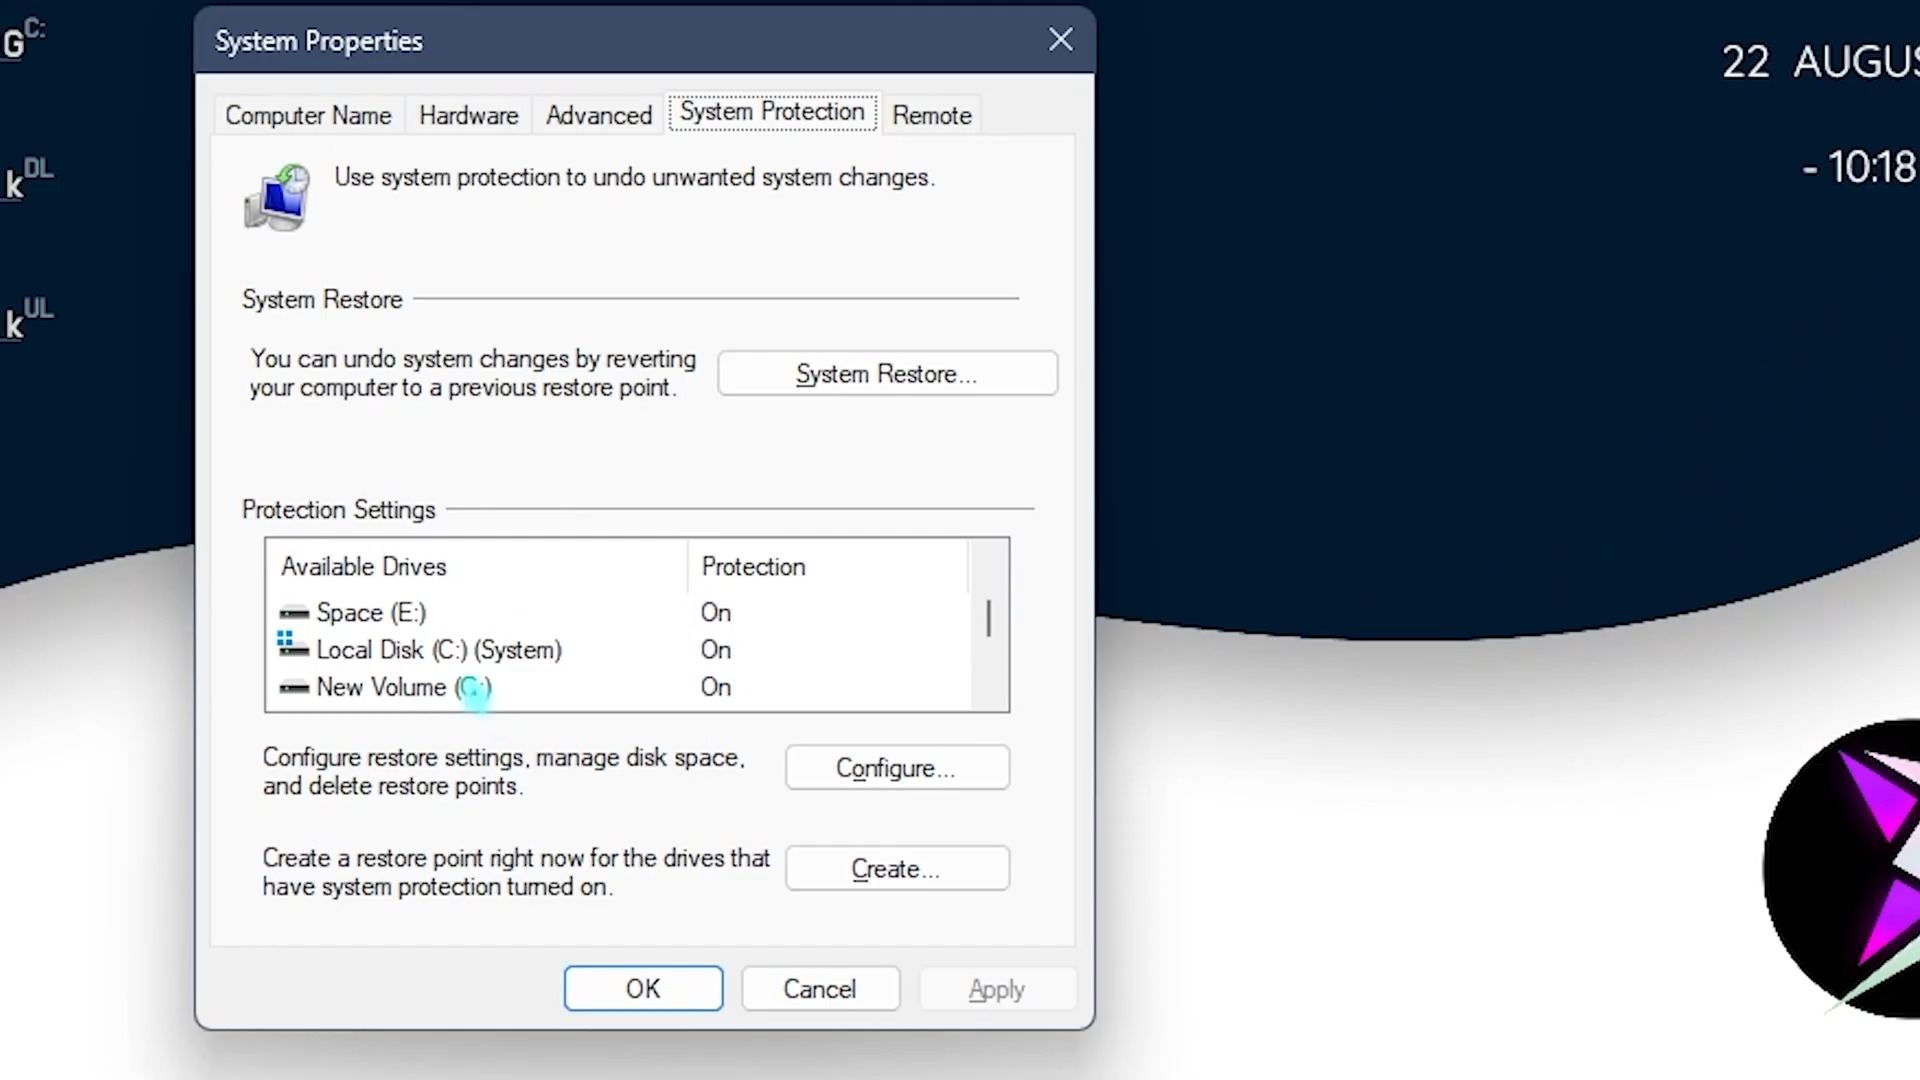 G C:
k DL
k UL
22 AUGUS
- 10:18
System Properties
Computer Name
Hardware
Advanced
System Protection
Remote
Use system protection to undo unwanted system changes.
System Restore
You can undo system changes by reverting
your computer to a previous restore point.
System Restore...
Protection Settings
Available Drives Protection
Space (E:) On
Local Disk (C:) (System) On
New Volume On
Configure restore settings, manage disk space,
and delete restore points.
Configure...
Create a restore point right now for the drives that
have system protection turned on.
Create...
OK
Cancel
Apply